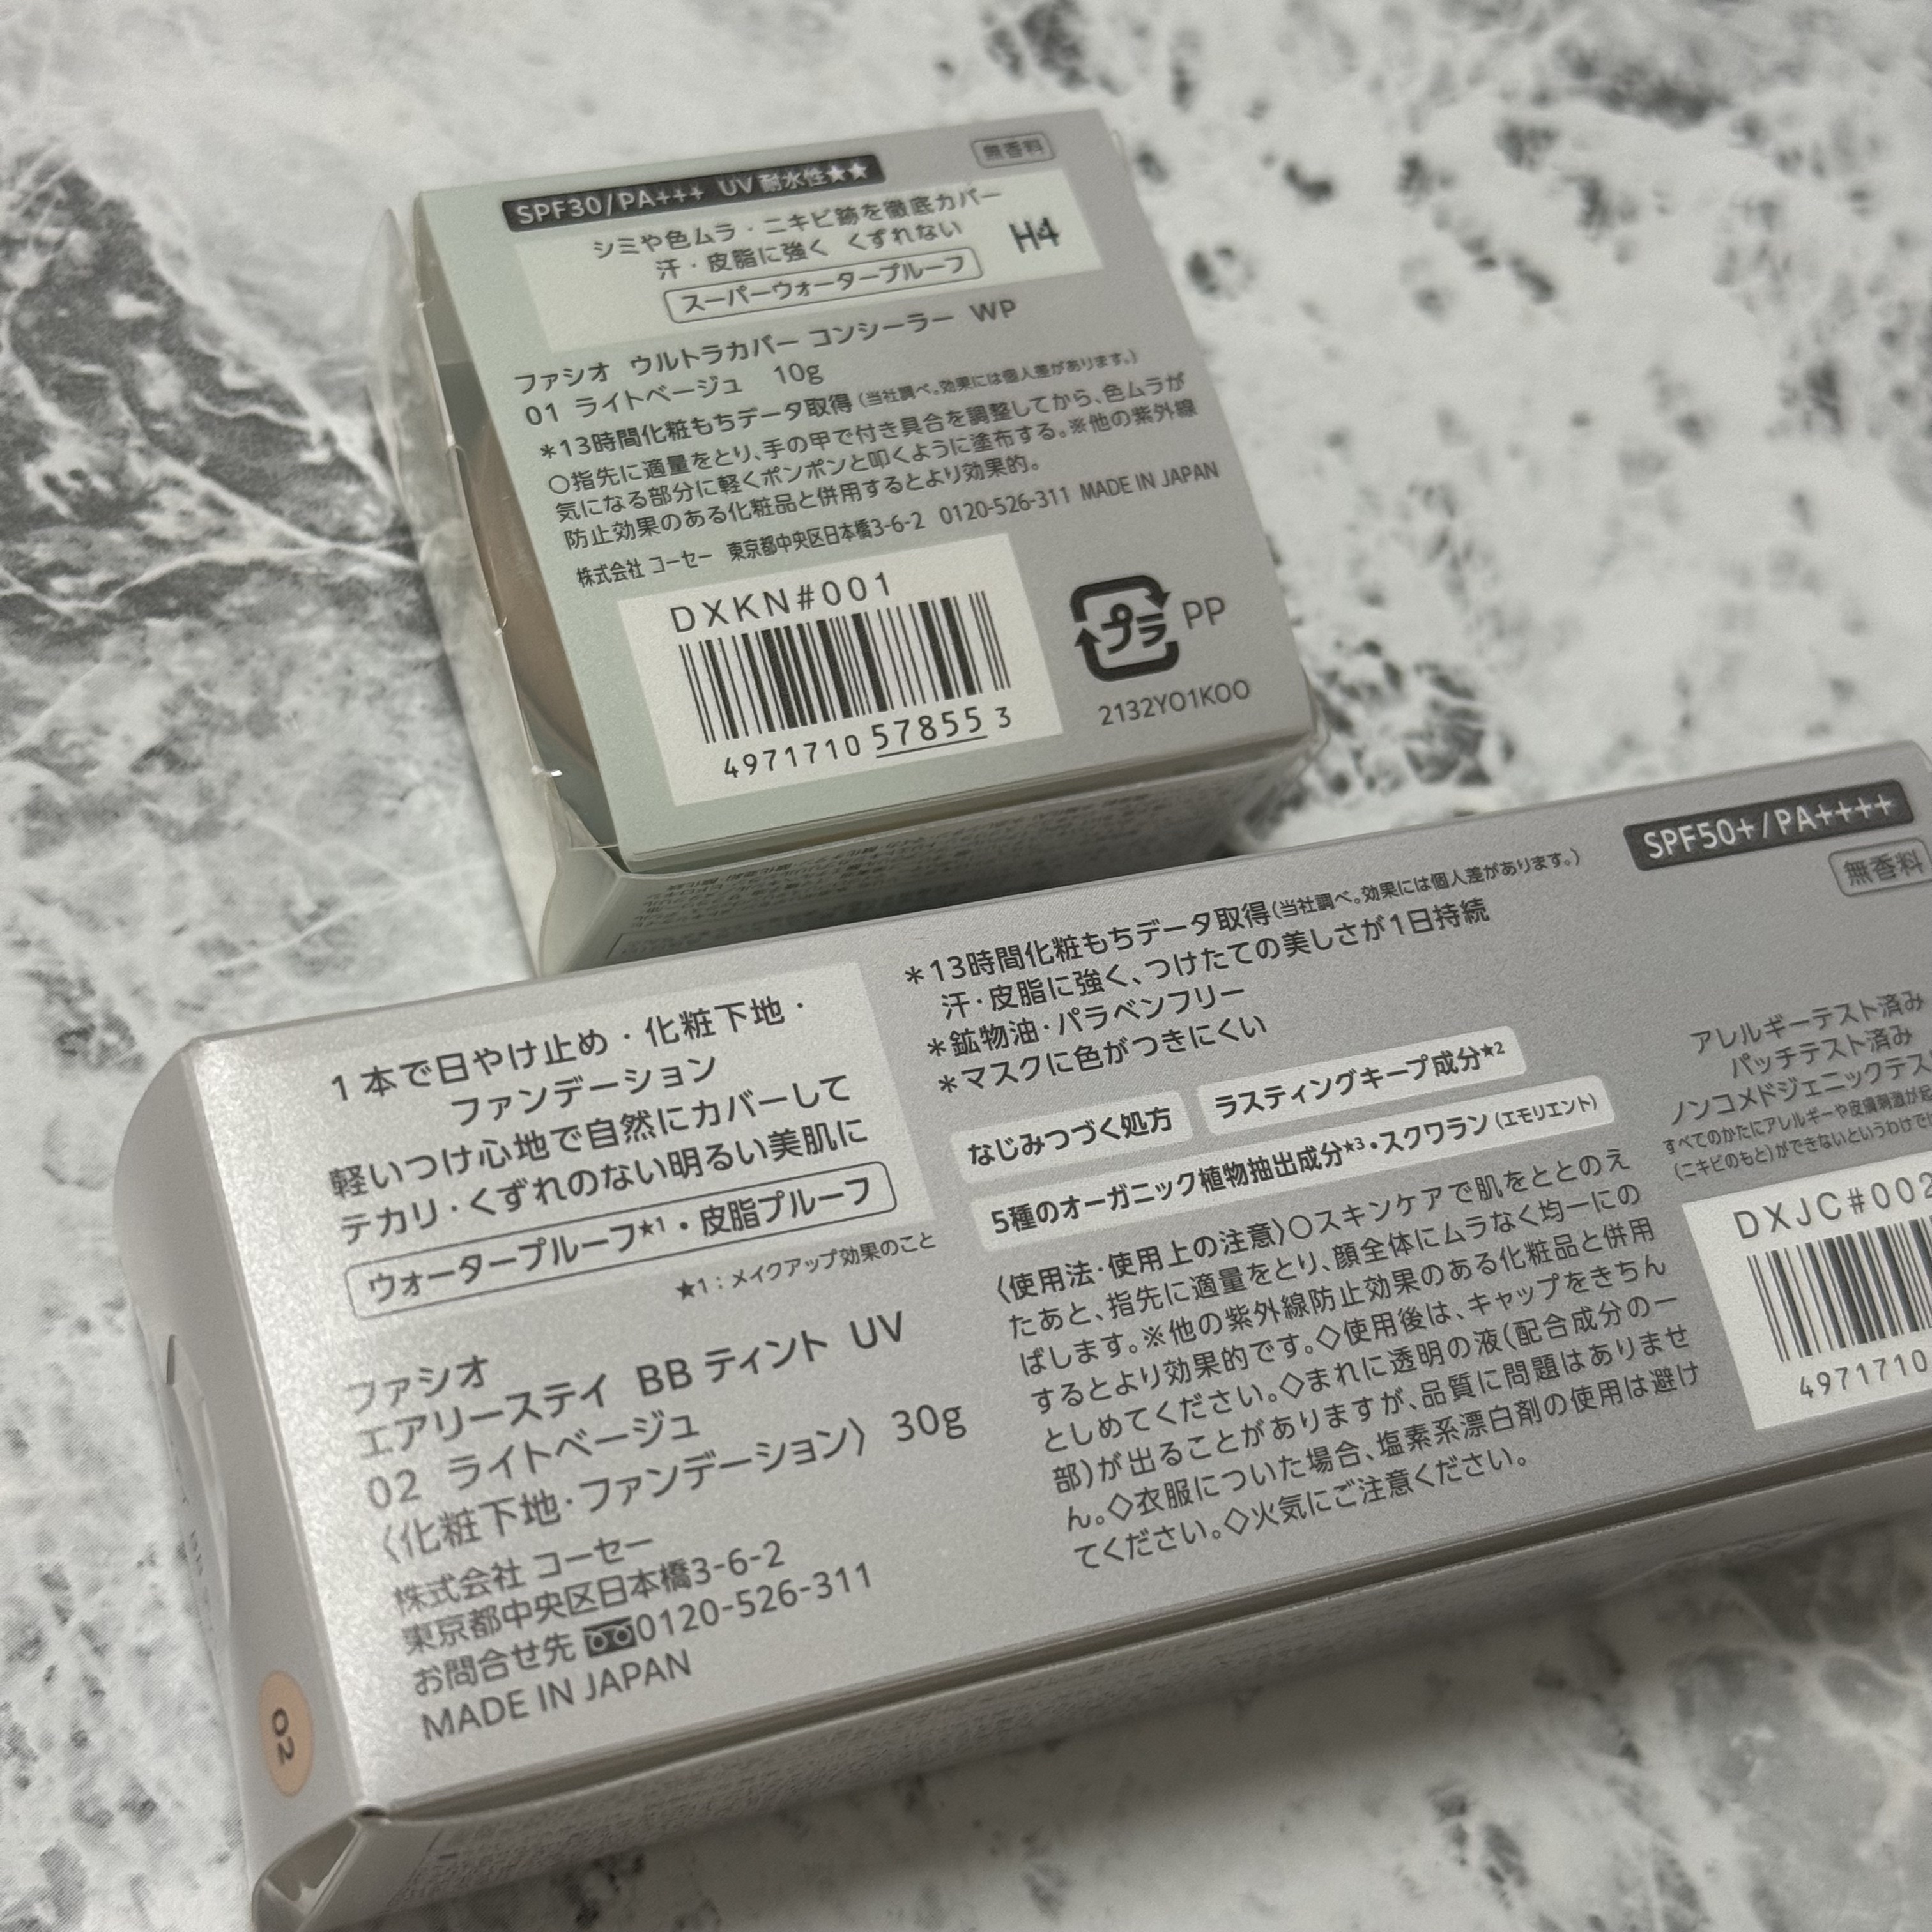 SPF30/PA+++ UV耐水性★★
無香料
シミや色ムラ・ニキビ跡を徹底カバー
汗・皮脂に強く くずれない
H4
スーパーウォータープルーフ
ファシオ ウルトラカバー コンシーラー WP
01 ライトベージュ 10g
*13時間化粧もちデータ取得(当社調べ。効果には個人差があります。)
○指先に適量をとり、手の甲で付き具合を調整してから、色ムラが
気になる部分に軽くポンポンと叩くように塗布する。※他の紫外線
防止効果のある化粧品と併用するとより効果的。
株式会社 コーセー 東京都中央区日本橋3-6-2 0120-526-311 MADE IN JAPAN
DXKN#001
4971710 57855 3
プラ PP
2132Y01K00
1本で日やけ止め・化粧下地・
ファンデーション
軽いつけ心地で自然にカバーして
テカリ・くずれのない明るい美肌に
ウォータープルーフ★1・皮脂プルーフ
★1:メイクアップ効果のこと
ファシオ
エアリーステイ BB ティント UV
02 ライトベージュ
〈化粧下地・ファンデーション〉 30g
株式会社 コーセー
東京都中央区日本橋3-6-2
お問合せ先 0120-526-311
MADE IN JAPAN
02
*13時間化粧もちデータ取得(当社調べ。効果には個人差があります。)
汗・皮脂に強く、つけたての美しさが1日持続
*鉱物油・パラベンフリー
*マスクに色がつきにくい
なじみつづく処方 ラスティングキープ成分★2
5種のオーガニック植物抽出成分★3・スクワラン(エモリエント)
〈使用法・使用上の注意〉○スキンケアで肌をととのえ
たあと、指先に適量をとり、顔全体にムラなく均一にの
ばします。※他の紫外線防止効果のある化粧品と併用
するとより効果的です。◇使用後は、キャップをきちん
としめてください。◇まれに透明の液(配合成分の一
部)が出ることがありますが、品質に問題はありませ
ん。◇衣服についた場合、塩素系漂白剤の使用は避け
てください。◇火気にご注意ください。
SPF50+/PA++++
無香料
アレルギーテスト済み
パッチテスト済み
ノンコメドジェニックテス
すべてのかたにアレルギーや皮膚刺激が起
(ニキビのもと)ができないというわけで
DXJC#002
4971710